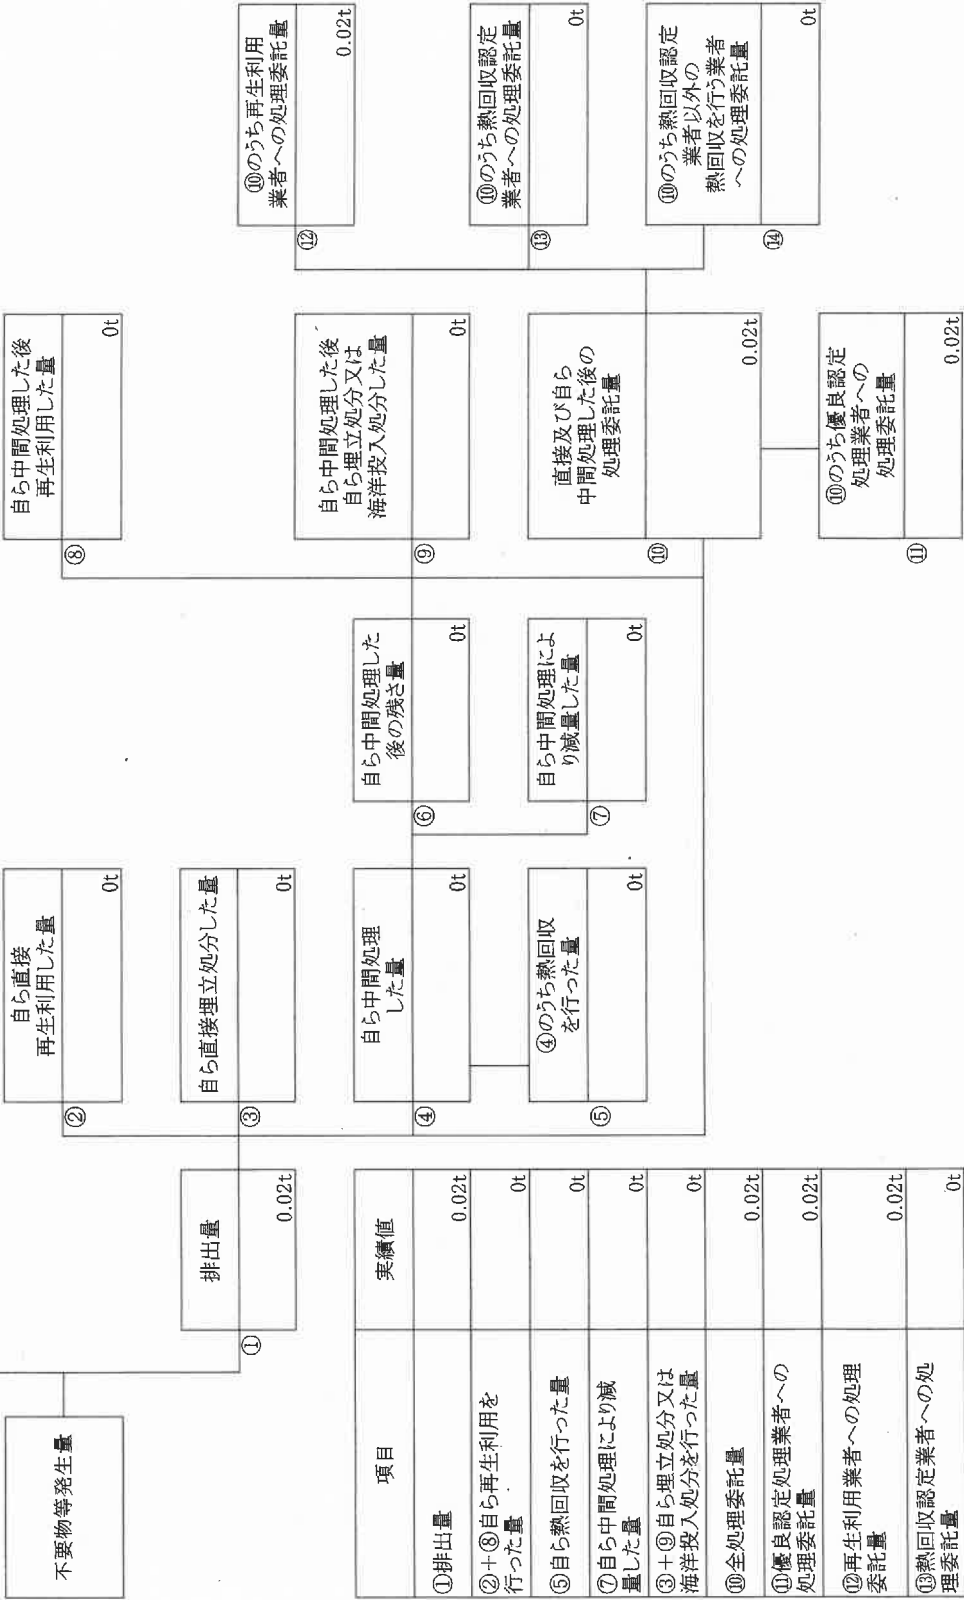 不要物等発生量
排出量
①
0.02t
自ら直接
再生利用した量
②
0t
自ら直接埋立処分した量
③
0t
自ら中間処理
した量
④
0t
④のうち熱回収
を行った量
⑤
0t
自ら中間処理した
後の残さ量
⑥
0t
自ら中間処理によ
り減量した量
⑦
0t
自ら中間処理した後
再生利用した量
⑧
0t
自ら中間処理した後
自ら埋立処分又は
海洋投入処分した量
⑨
0t
直接及び自ら
中間処理した後の
処理委託量
⑩
0.02t
⑩のうち優良認定
処理業者への
処理委託量
⑪
0.02t
⑩のうち再生利用
業者への処理委託量
⑫
0.02t
⑩のうち熱回収認定
業者への処理委託量
⑬
0t
⑩のうち熱回収認定
業者以外の
熱回収を行う業者
への処理委託量
⑭
0t
項目 実績値
①排出量 0.02t
②+⑧自ら再生利用を
行った量 0t
⑤自ら熱回収を行った量 0t
⑦自ら中間処理により減
量した量 0t
③+⑨自ら埋立処分又は
海洋投入処分を行った量 0t
⑩全処理委託量 0.02t
⑪優良認定処理業者への
処理委託量 0.02t
⑫再生利用業者への処理
委託量 0.02t
⑬熱回収認定業者への処
理委託量 0t